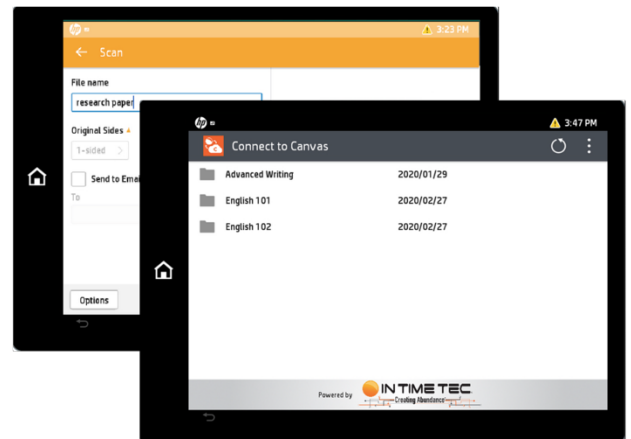 hp
3:23 PM
Scan
File name
research paper
Original Sides
1-sided
Send to Emai
To
Options
hp
3:47 PM
Connect to Canvas
Advanced Writing 2020/01/29
English 101 2020/02/27
English 102 2020/02/27
Powered by IN TIME TEC
Creating Abundance